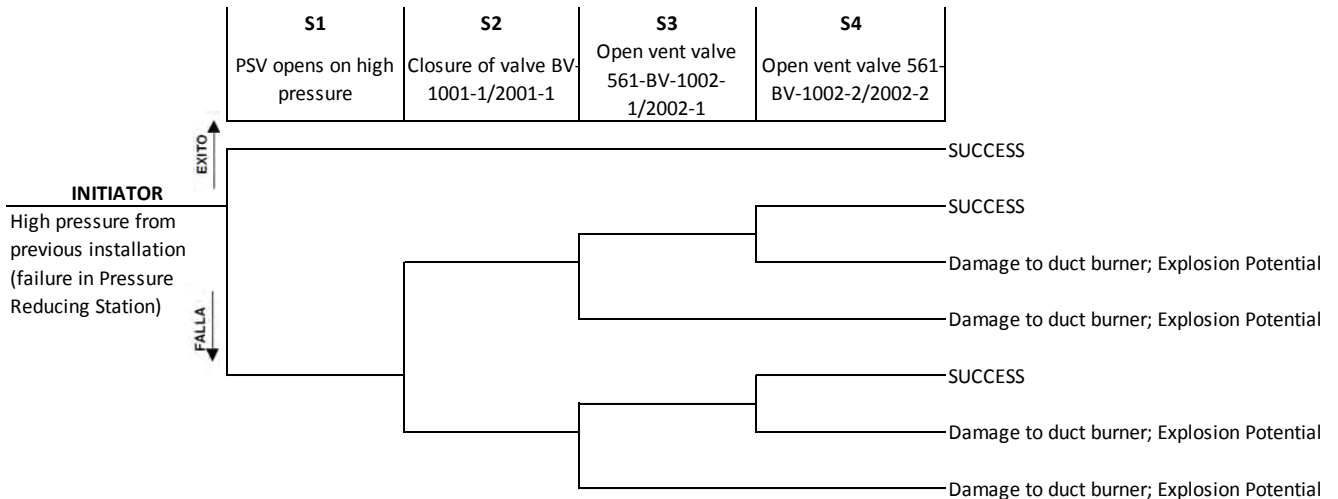 S1
PSV opens on high
pressure
S2
Closure of valve BV-
1001-1/2001-1
S3
Open vent valve
561-BV-1002-
1/2002-1
S4
Open vent valve 561-
BV-1002-2/2002-2
EXITO
INITIATOR
High pressure from
previous installation
(failure in Pressure
Reducing Station)
FALLA
SUCCESS
SUCCESS
Damage to duct burner; Explosion Potential
Damage to duct burner; Explosion Potential
SUCCESS
Damage to duct burner; Explosion Potential
Damage to duct burner; Explosion Potential